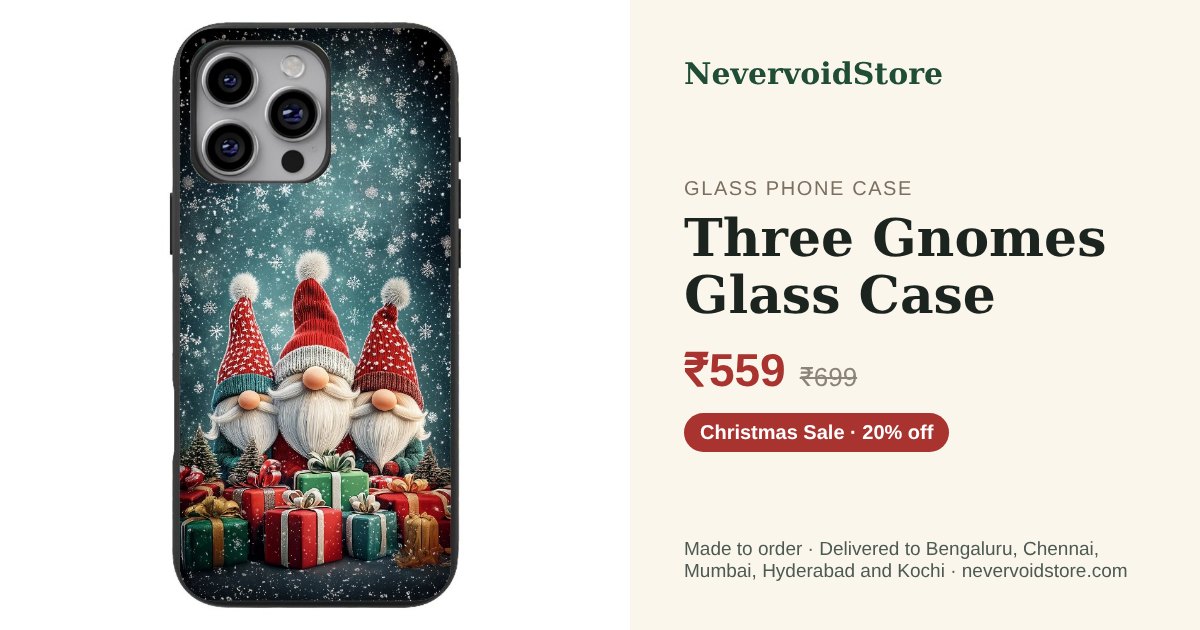 NevervoidStore
GLASS PHONE CASE
Three Gnomes
Glass Case
₹559 ₹699
Christmas Sale · 20% off
Made to order · Delivered to Bengaluru, Chennai,
Mumbai, Hyderabad and Kochi · nevervoidstore.com